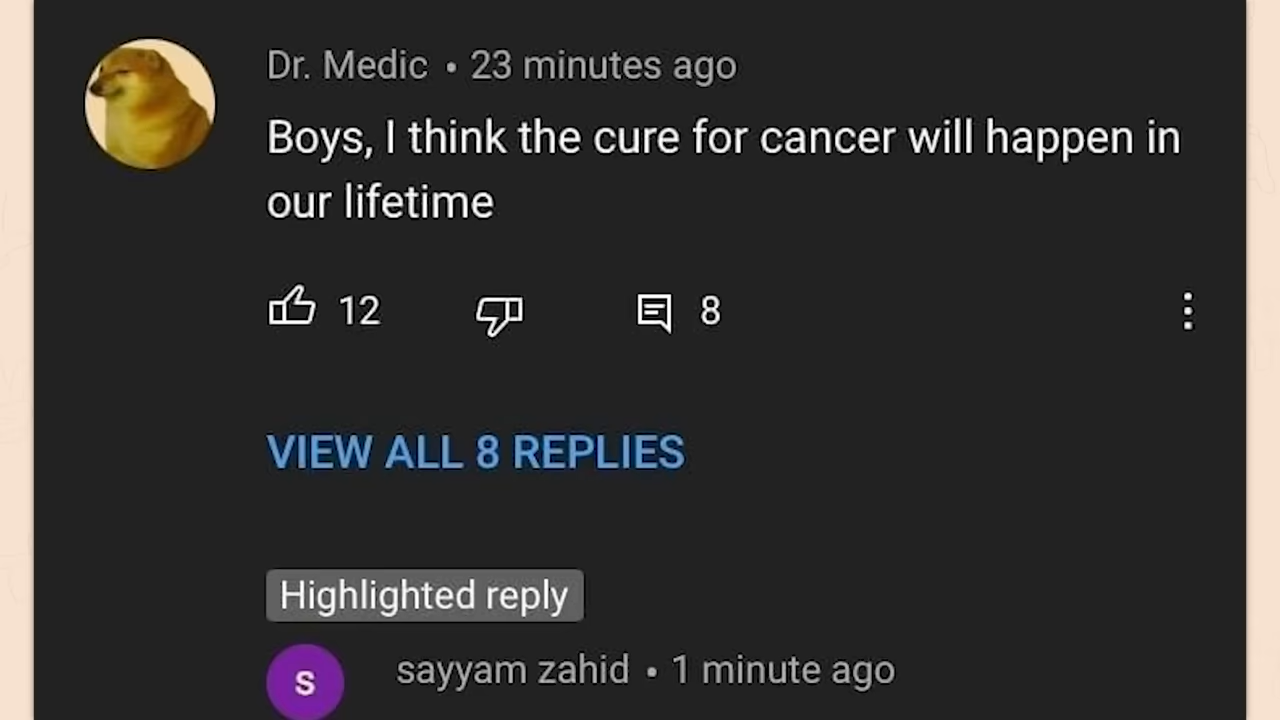 Dr. Medic • 23 minutes ago
Boys, I think the cure for cancer will happen in
our lifetime
12 8
VIEW ALL 8 REPLIES
Highlighted reply
S sayyam zahid • 1 minute ago